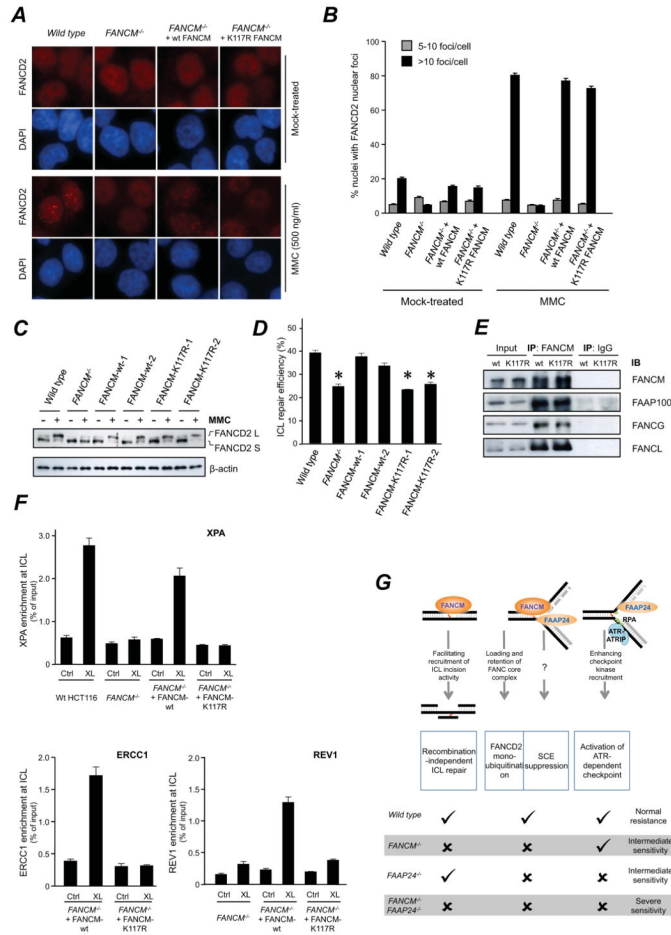 A
Wild type
FANCM-/-
FANCM-/-
+ wt FANCM
FANCM-/-
+ K117R FANCM
FANCD2
DAPI
Mock-treated
FANCD2
DAPI
MMC (500 ng/ml)
B
5-10 foci/cell
>10 foci/cell
% nuclei with FANCD2 nuclear foci
100
80
60
40
20
0
Wild type
FANCM-/-
FANCM-/- +
wt FANCM
FANCM-/- +
K117R FANCM
Wild type
FANCM-/-
FANCM-/- +
wt FANCM
FANCM-/- +
K117R FANCM
Mock-treated
MMC
C
Wild type
FANCM-/-
FANCM-wt-1
FANCM-wt-2
FANCM-K117R-1
FANCM-K117R-2
- + - + - + - + - + - + MMC
FANCD2 L
FANCD2 S
β-actin
D
ICL repair efficiency (%)
50
40
30
20
10
0
* * *
Wild type
FANCM-/-
FANCM-wt-1
FANCM-wt-2
FANCM-K117R-1
FANCM-K117R-2
E
Input IP: FANCM IP: IgG
wt K117R wt K117R wt K117R IB
FANCM
FAAP100
FANCG
FANCL
F
XPA
XPA enrichment at ICL
(% of input)
3.0
2.0
1.0
0
Ctrl XL Ctrl XL Ctrl XL Ctrl XL
Wt HCT116
FANCM-/-
FANCM-/-
+ FANCM-
wt
FANCM-/-
+ FANCM-
K117R
ERCC1
ERCC1 enrichment at ICL
(% of input)
2.0
1.5
1.0
0.5
0.0
Ctrl XL Ctrl XL
FANCM-/-
+ FANCM-
wt
FANCM-/-
+ FANCM-
K117R
REV1
REV1 enrichment at ICL
(% of input)
2.0
1.5
1.0
0.5
0.0
Ctrl XL Ctrl XL Ctrl XL
FANCM-/-
FANCM-/-
+ FANCM-
wt
FANCM-/-
+ FANCM-
K117R
G
FANCM
FANCM
FAAP24
FAAP24
RPA
ATR-
ATRIP
Facilitating
recruitment of
ICL incision
activity
Loading and
retention of
FANC core
complex
?
Enhancing
checkpoint
kinase
recruitment
Recombination
-independent
ICL repair
FANCD2
mono-
ubiquitinati
on
SCE
suppression
Activation of
ATR-
dependent
checkpoint
Wild type ✓ ✓ ✓ Normal
resistance
FANCM-/- ✗ ✗ ✓ Intermediate
sensitivity
FAAP24-/- ✓ ✗ ✗ Intermediate
sensitivity
FANCM-/-
FAAP24-/- ✗ ✗ ✗ Severe
sensitivity